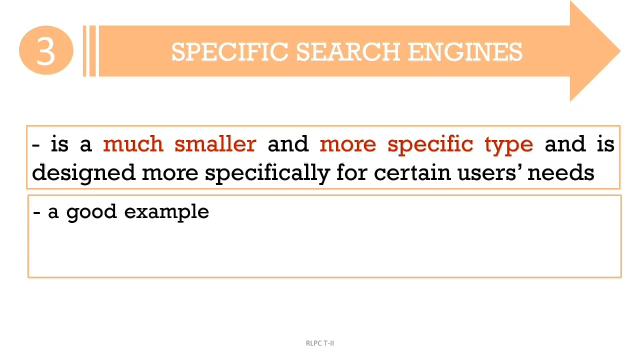 3
SPECIFIC SEARCH ENGINES
- is a much smaller and more specific type and is
designed more specifically for certain users’ needs
- a good example
RLPC T-II